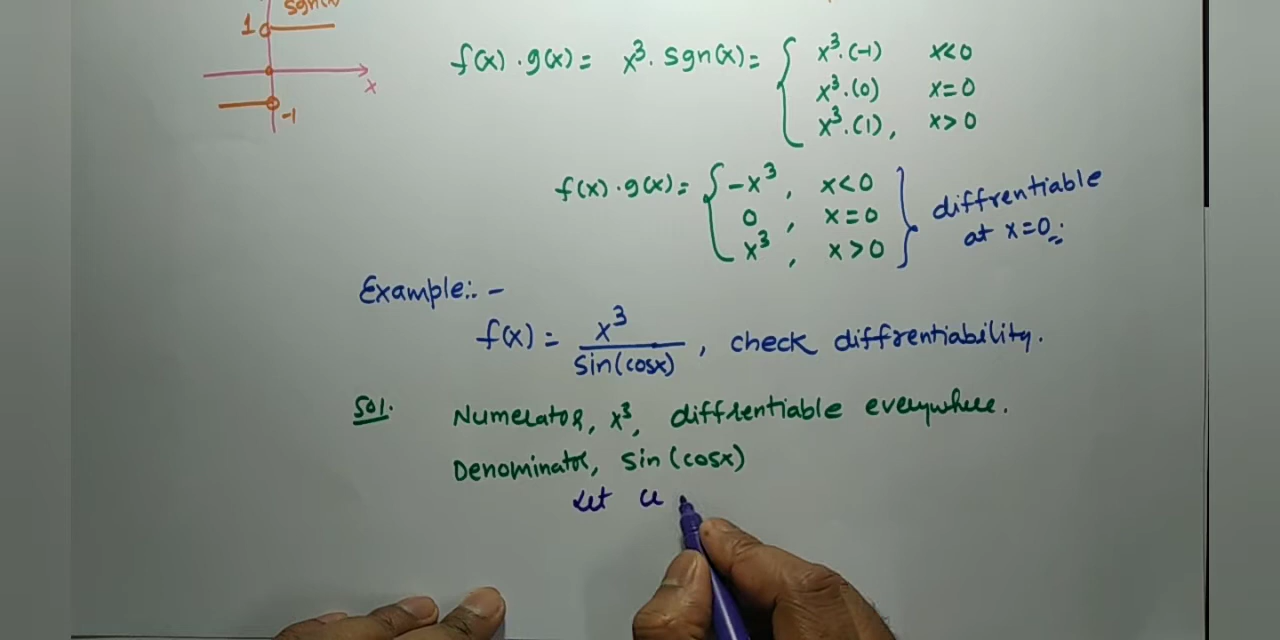 sgn(x)
1
x
-1
f(x) · g(x) = x³ · sgn(x) = { x³·(-1) x<0
x³·(0) x=0
x³·(1), x>0
f(x) · g(x) = { -x³, x<0
0, x=0
x³, x>0 } diffrentiable
at x=0.
Example:. -
f(x) = x³ / sin(cosx), check diffrentiability.
Sol. Numerator, x³, diffrentiable everywhere.
Denominator, sin(cosx)
Let u